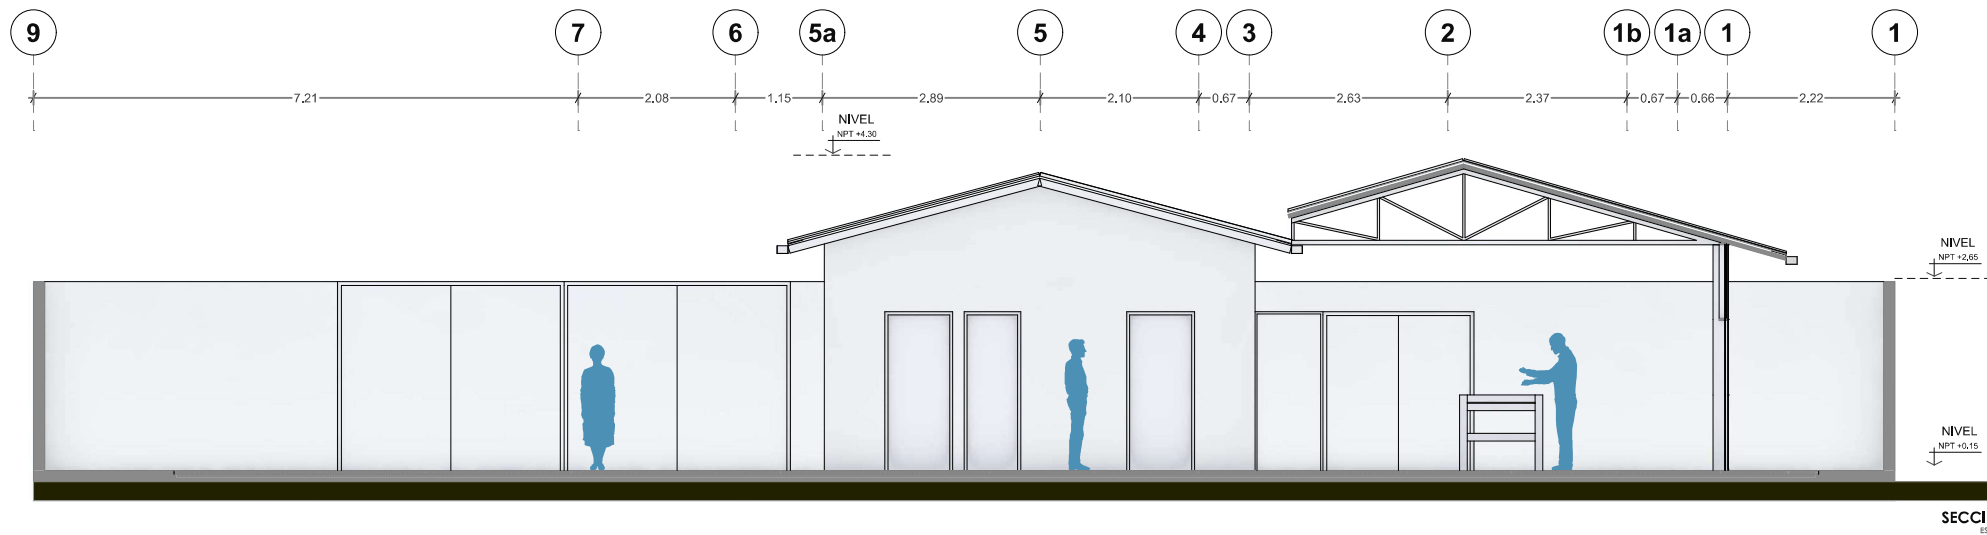 9 7 6 5a 5 4 3 2 1b 1a 1 1
7.21 2.08 1.15 2.89 2.10 0.67 2.63 2.37 0.67 0.66 2.22
NIVEL
NPT +4.30
NIVEL
NPT +2.65
NIVEL
NPT +0.15
SECCI
ES